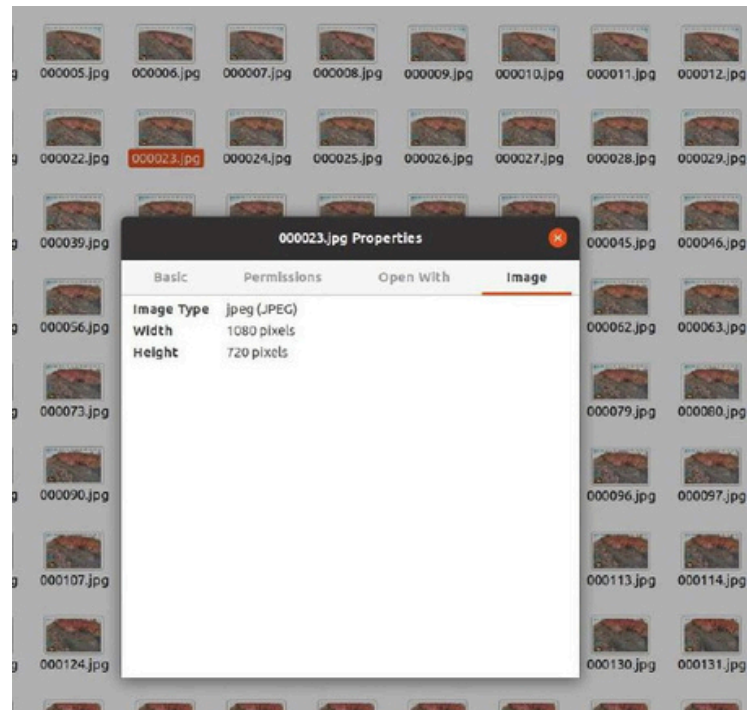 000005.jpg 000006.jpg 000007.jpg 000008.jpg 000009.jpg 000010.jpg 000011.jpg 000012.jpg
000022.jpg 000023.jpg 000024.jpg 000025.jpg 000026.jpg 000027.jpg 000028.jpg 000029.jpg
000039.jpg 000045.jpg 000046.jpg
000023.jpg Properties
Basic Permissions Open With Image
Image Type jpeg (JPEG)
Width 1080 pixels
Height 720 pixels
000056.jpg 000062.jpg 000063.jpg
000073.jpg 000079.jpg 000080.jpg
000090.jpg 000096.jpg 000097.jpg
000107.jpg 000113.jpg 000114.jpg
000124.jpg 000130.jpg 000131.jpg